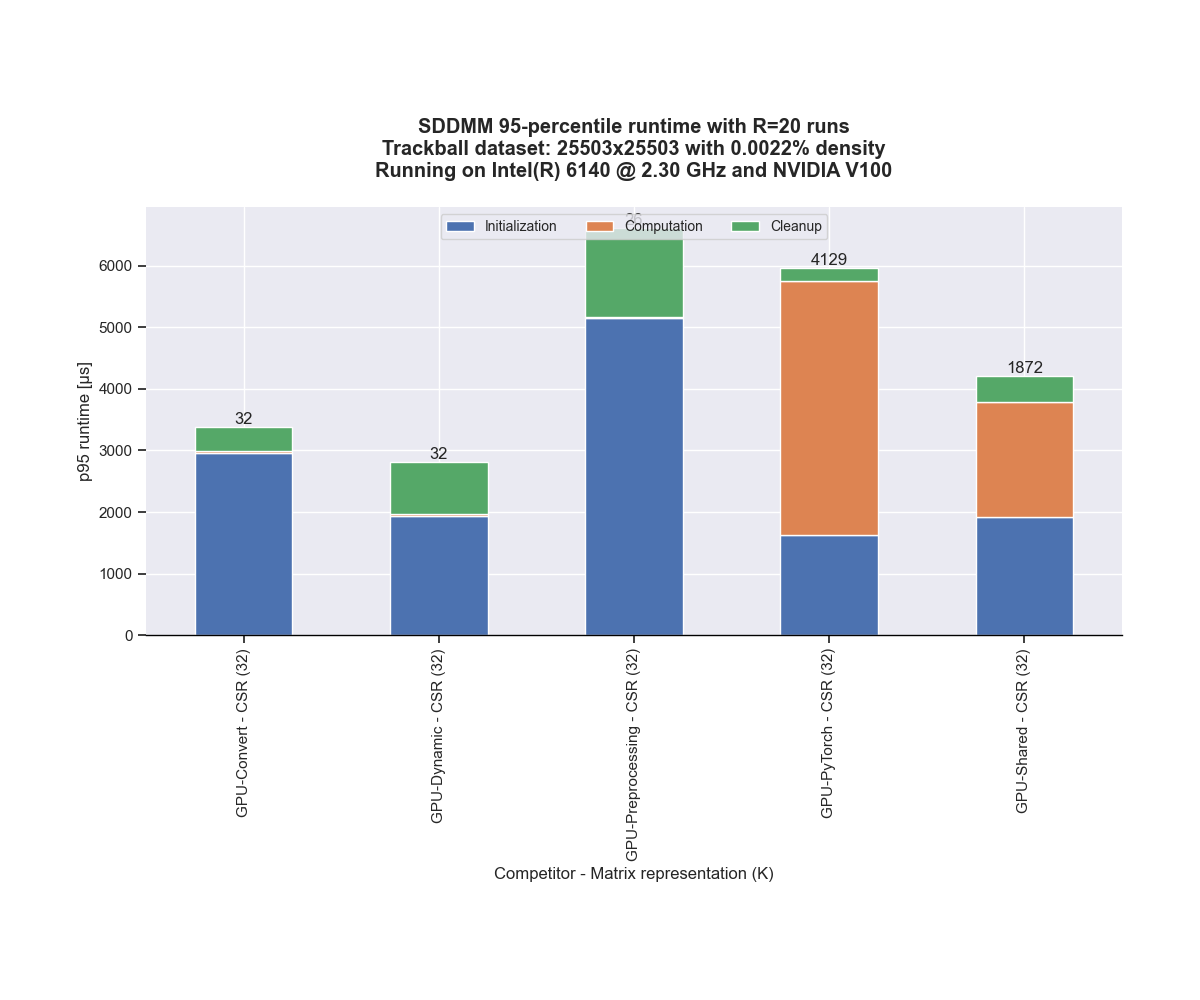 SDDMM 95-percentile runtime with R=20 runs
Trackball dataset: 25503x25503 with 0.0022% density
Running on Intel(R) 6140 @ 2.30 GHz and NVIDIA V100
Initialization
Computation
Cleanup
p95 runtime [μs]
6000
5000
4000
3000
2000
1000
0
32
32
4129
1872
GPU-Convert - CSR (32)
GPU-Dynamic - CSR (32)
GPU-Preprocessing - CSR (32)
GPU-PyTorch - CSR (32)
GPU-Shared - CSR (32)
Competitor - Matrix representation (K)